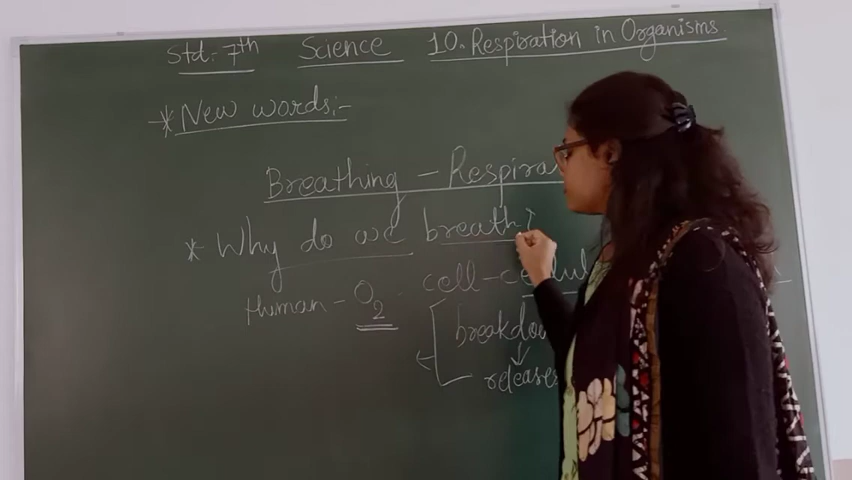 Std:- 7th Science 10. Respiration in Organisms
* New words:-
Breathing - Respira
* Why do we breath?
Human - O2 cell - cellul
breakdow
releases